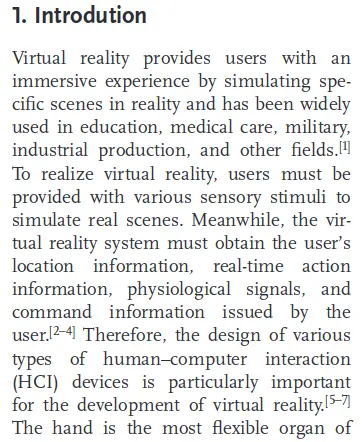 1. Introdution
Virtual reality provides users with an
immersive experience by simulating spe-
cific scenes in reality and has been widely
used in education, medical care, military,
industrial production, and other fields.[1]
To realize virtual reality, users must be
provided with various sensory stimuli to
simulate real scenes. Meanwhile, the vir-
tual reality system must obtain the user’s
location information, real-time action
information, physiological signals, and
command information issued by the
user.[2–4] Therefore, the design of various
types of human–computer interaction
(HCI) devices is particularly important
for the development of virtual reality.[5–7]
The hand is the most flexible organ of